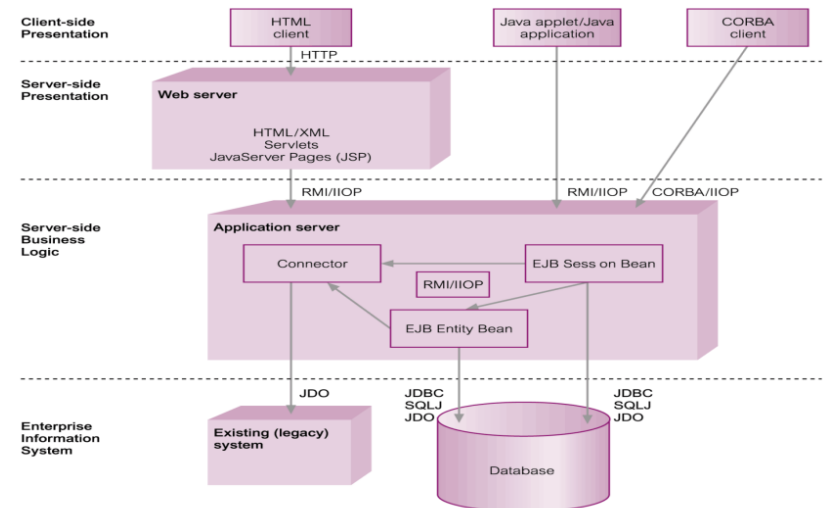 Client-side
Presentation
HTML
client
Java applet/Java
application
CORBA
client
HTTP
Server-side
Presentation
Web server
HTML/XML
Servlets
JavaServer Pages (JSP)
RMI/IIOP
RMI/IIOP
CORBA/IIOP
Server-side
Business
Logic
Application server
Connector
EJB Sess on Bean
RMI/IIOP
EJB Entity Bean
JDO
JDBC
SQLJ
JDO
JDBC
SQLJ
JDO
Enterprise
Information
System
Existing (legacy)
system
Database